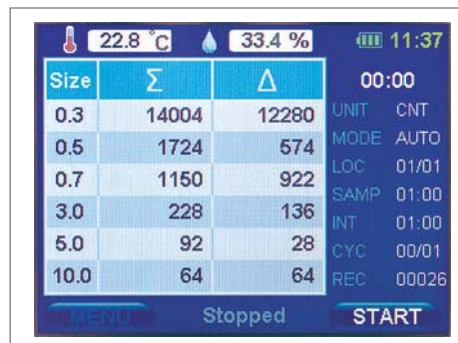 22.8 °C 33.4 % 11:37
Size Σ Δ 00:00
0.3 14004 12280 UNIT CNT
0.5 1724 574 MODE AUTO
0.7 1150 922 LOC 01/01
3.0 228 136 SAMP 01:00
5.0 92 28 INT 01:00
10.0 64 64 CYC 00/01
REC 00026
MENU Stopped START